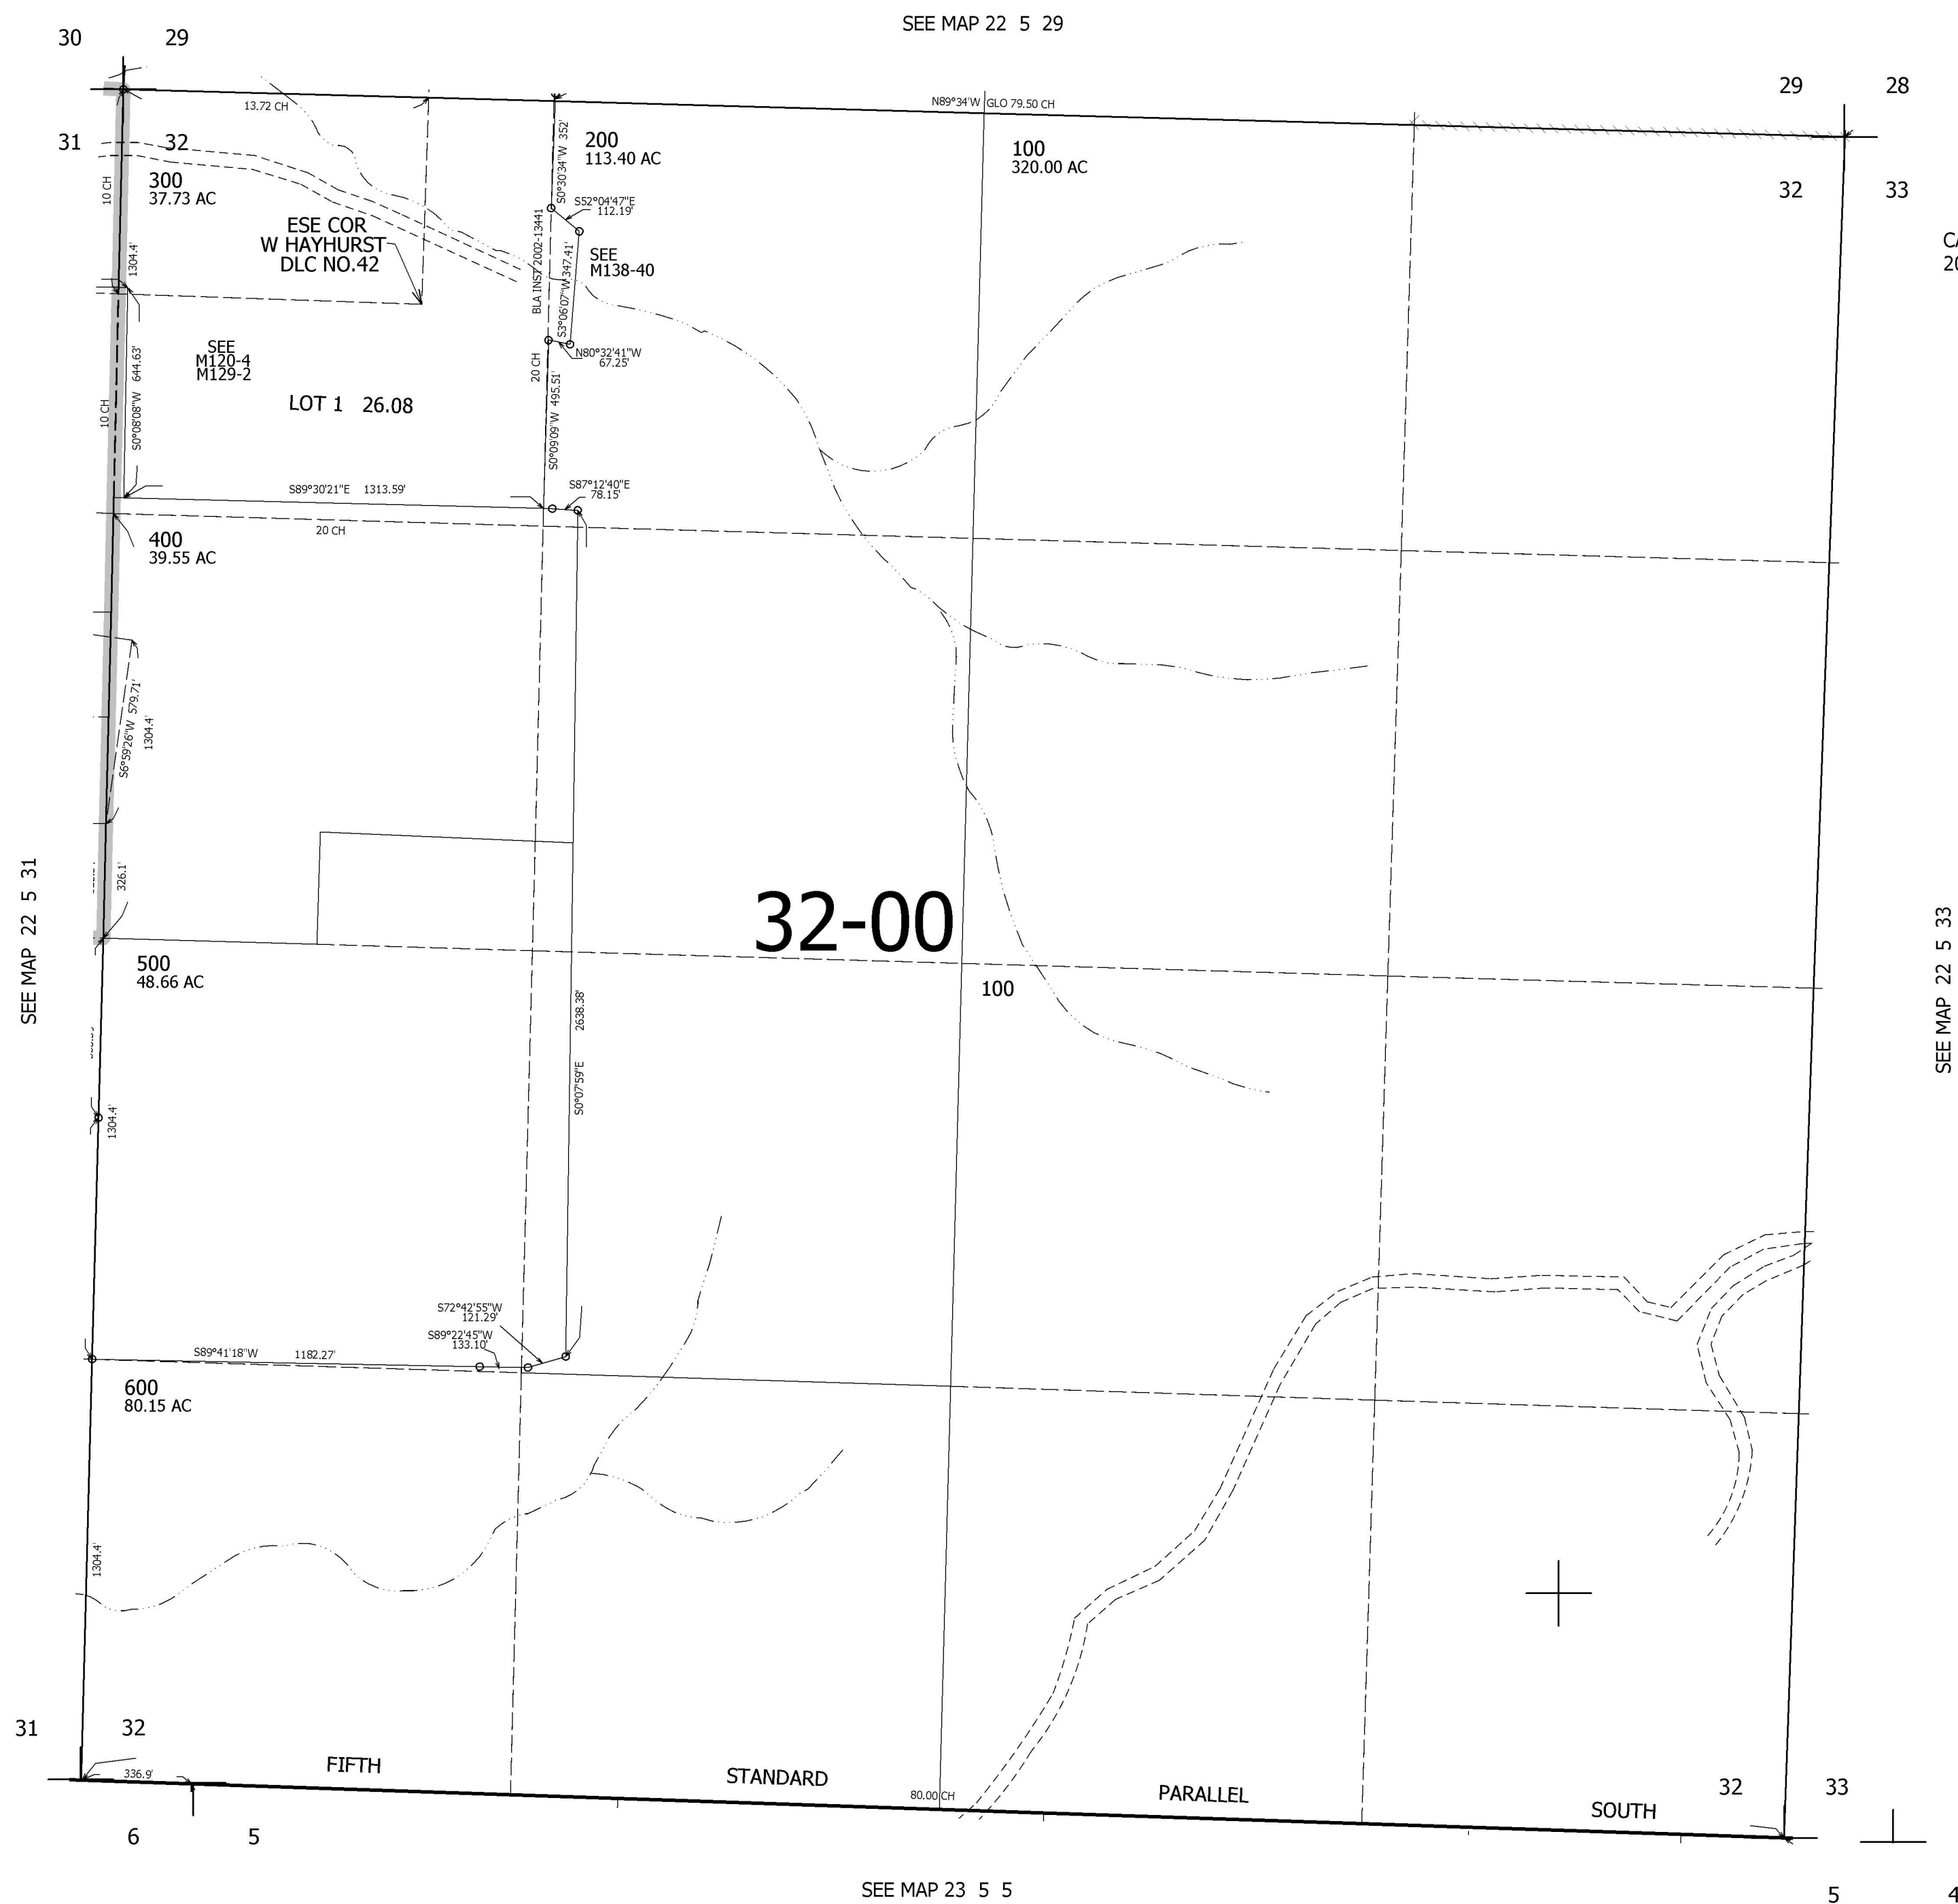 SEE MAP 22 5 29
30
29
29
28
31
32
32
33
13.72 CH
N89°34'W GLO 79.50 CH
200
113.40 AC
100
320.00 AC
300
37.73 AC
10 CH
1304.4'
ESE COR
W HAYHURST
DLC NO.42
S0°30'34"W 352'
S52°04'47"E
112.19'
BLA INST 2002-13441
S3°06'07"W 347.41'
SEE
M138-40
N80°32'41"W
67.25'
20 CH
S0°09'09"W 495.51'
SEE
M120-4
M129-2
LOT 1 26.08
10 CH
S0°08'08"W 644.63'
S89°30'21"E 1313.59'
S87°12'40"E
78.15'
20 CH
400
39.55 AC
S6°59'26"W 579.71'
1304.4'
326.1'
32-00
SEE MAP 22 5 31
SEE MAP 22 5 33
500
48.66 AC
100
S0°07'59"E 2638.38'
1304.4'
S72°42'55"W
121.29'
S89°22'45"W
133.10'
S89°41'18"W 1182.27'
600
80.15 AC
1304.4'
31
32
336.9'
FIFTH STANDARD PARALLEL SOUTH
80.00 CH
32
33
6
5
SEE MAP 23 5 5
5
4